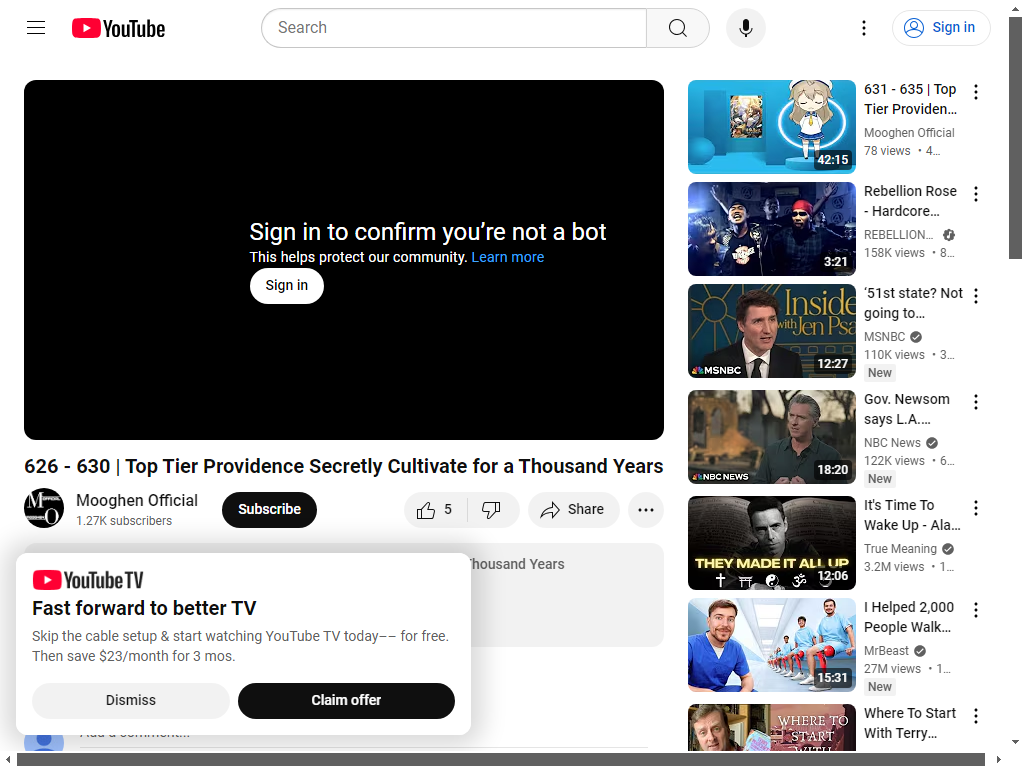 YouTube
Search
Sign in
Sign in to confirm you’re not a bot
This helps protect our community. Learn more
Sign in
626 - 630 | Top Tier Providence Secretly Cultivate for a Thousand Years
Mooghen Official
1.27K subscribers
Subscribe
5
Share
Thousand Years
YouTube TV
Fast forward to better TV
Skip the cable setup & start watching YouTube TV today–– for free.
Then save $23/month for 3 mos.
Dismiss
Claim offer
Add a comment...
42:15
631 - 635 | Top
Tier Providen...
Mooghen Official
78 views • 4...
3:21
Rebellion Rose
- Hardcore...
REBELLION...
158K views • 8...
Inside
with Jen Psa
MSNBC
12:27
‘51st state? Not
going to...
MSNBC
110K views • 3...
New
NBC NEWS
18:20
Gov. Newsom
says L.A....
NBC News
122K views • 6...
New
THEY MADE IT ALL UP
12:06
It's Time To
Wake Up - Ala...
True Meaning
3.2M views • 1...
15:31
I Helped 2,000
People Walk...
MrBeast
27M views • 1...
New
WHERE TO
START
WITH
Where To Start
With Terry...